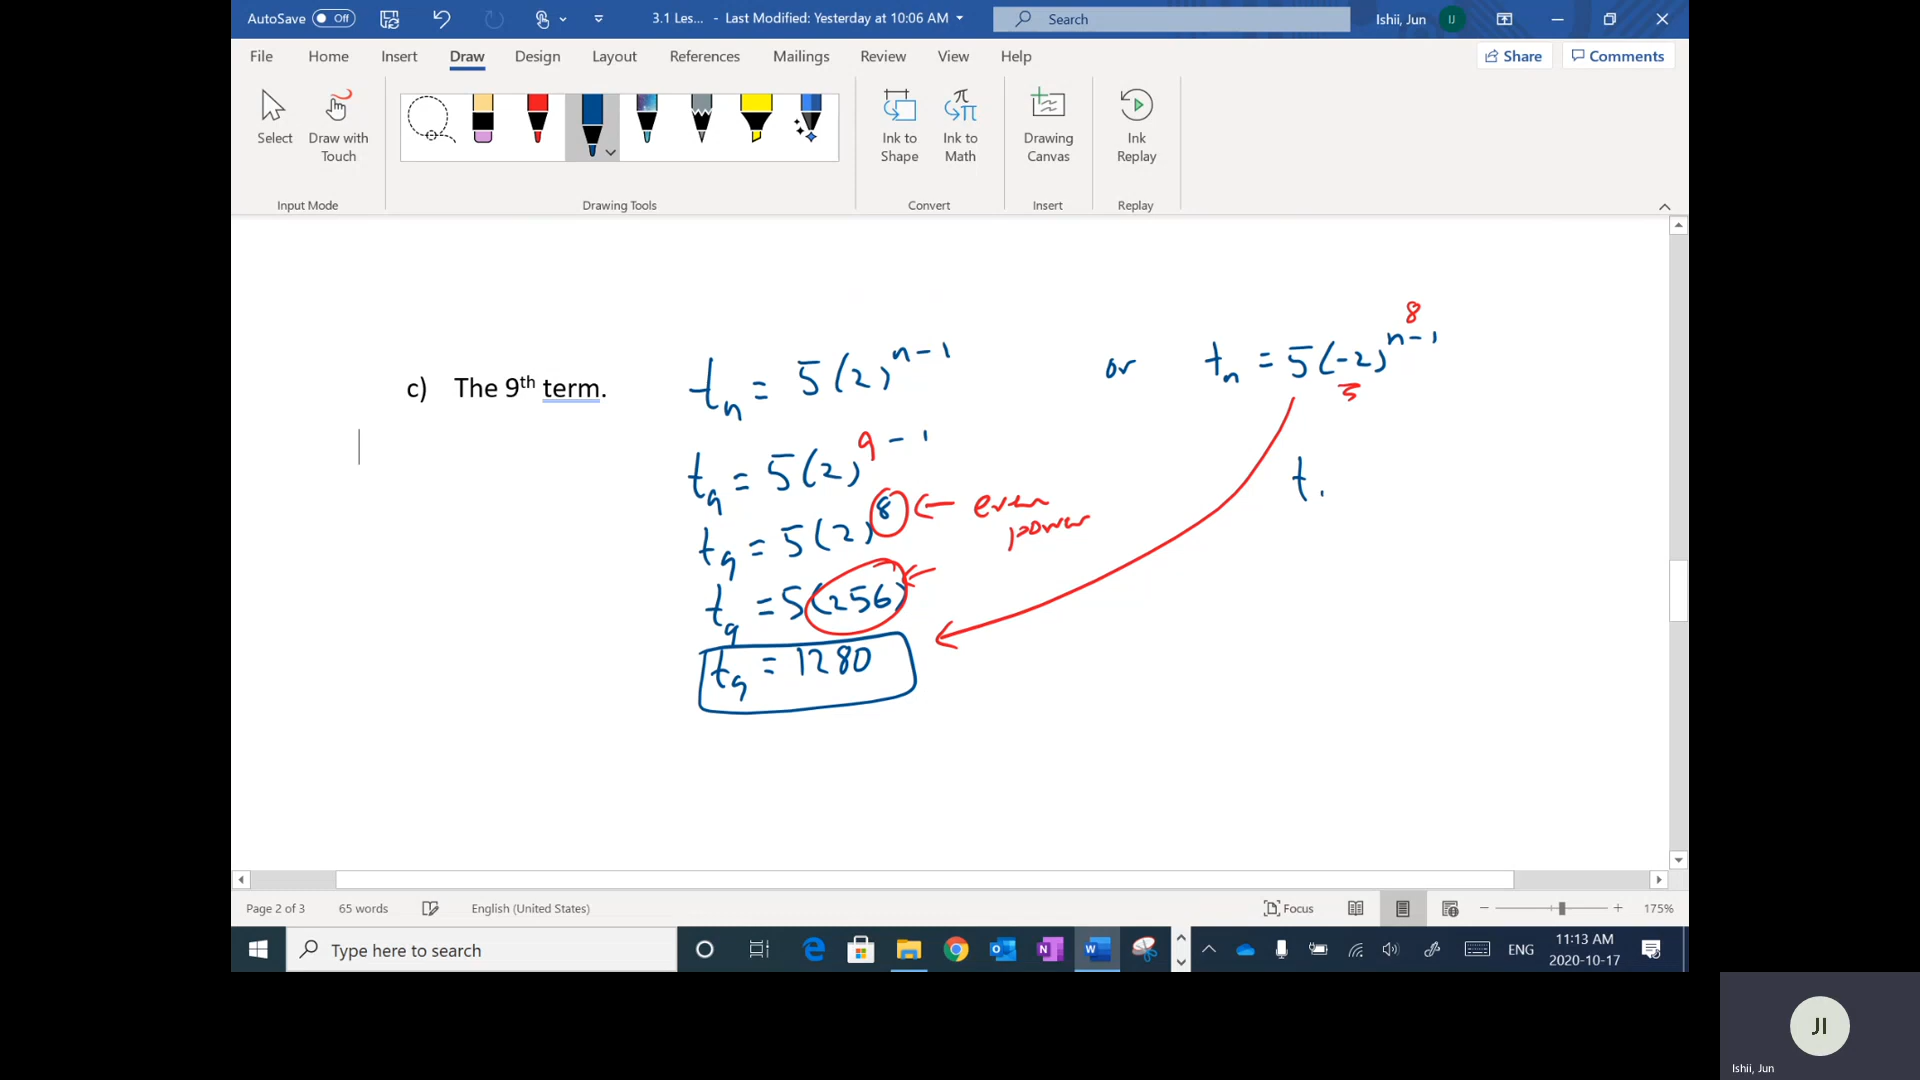 AutoSave Off 3.1 Les... - Last Modified: Yesterday at 10:06 AM Search Ishii, Jun IJ
File Home Insert Draw Design Layout References Mailings Review View Help Share Comments
Select Draw with Touch Ink to Shape Ink to Math Drawing Canvas Ink Replay
Input Mode Drawing Tools Convert Insert Replay
c) The 9th term.
tₙ = 5(2)ⁿ⁻¹ or tₙ = 5(-2)ⁿ⁻¹
8
t₉ = 5(2)⁹⁻¹
t.
t₉ = 5(2)⁸ ← even power
t₉ = 5(256)
t₉ = 1280
Page 2 of 3 65 words English (United States) Focus 175%
Type here to search ENG 11:13 AM
2020-10-17
JI
Ishii, Jun